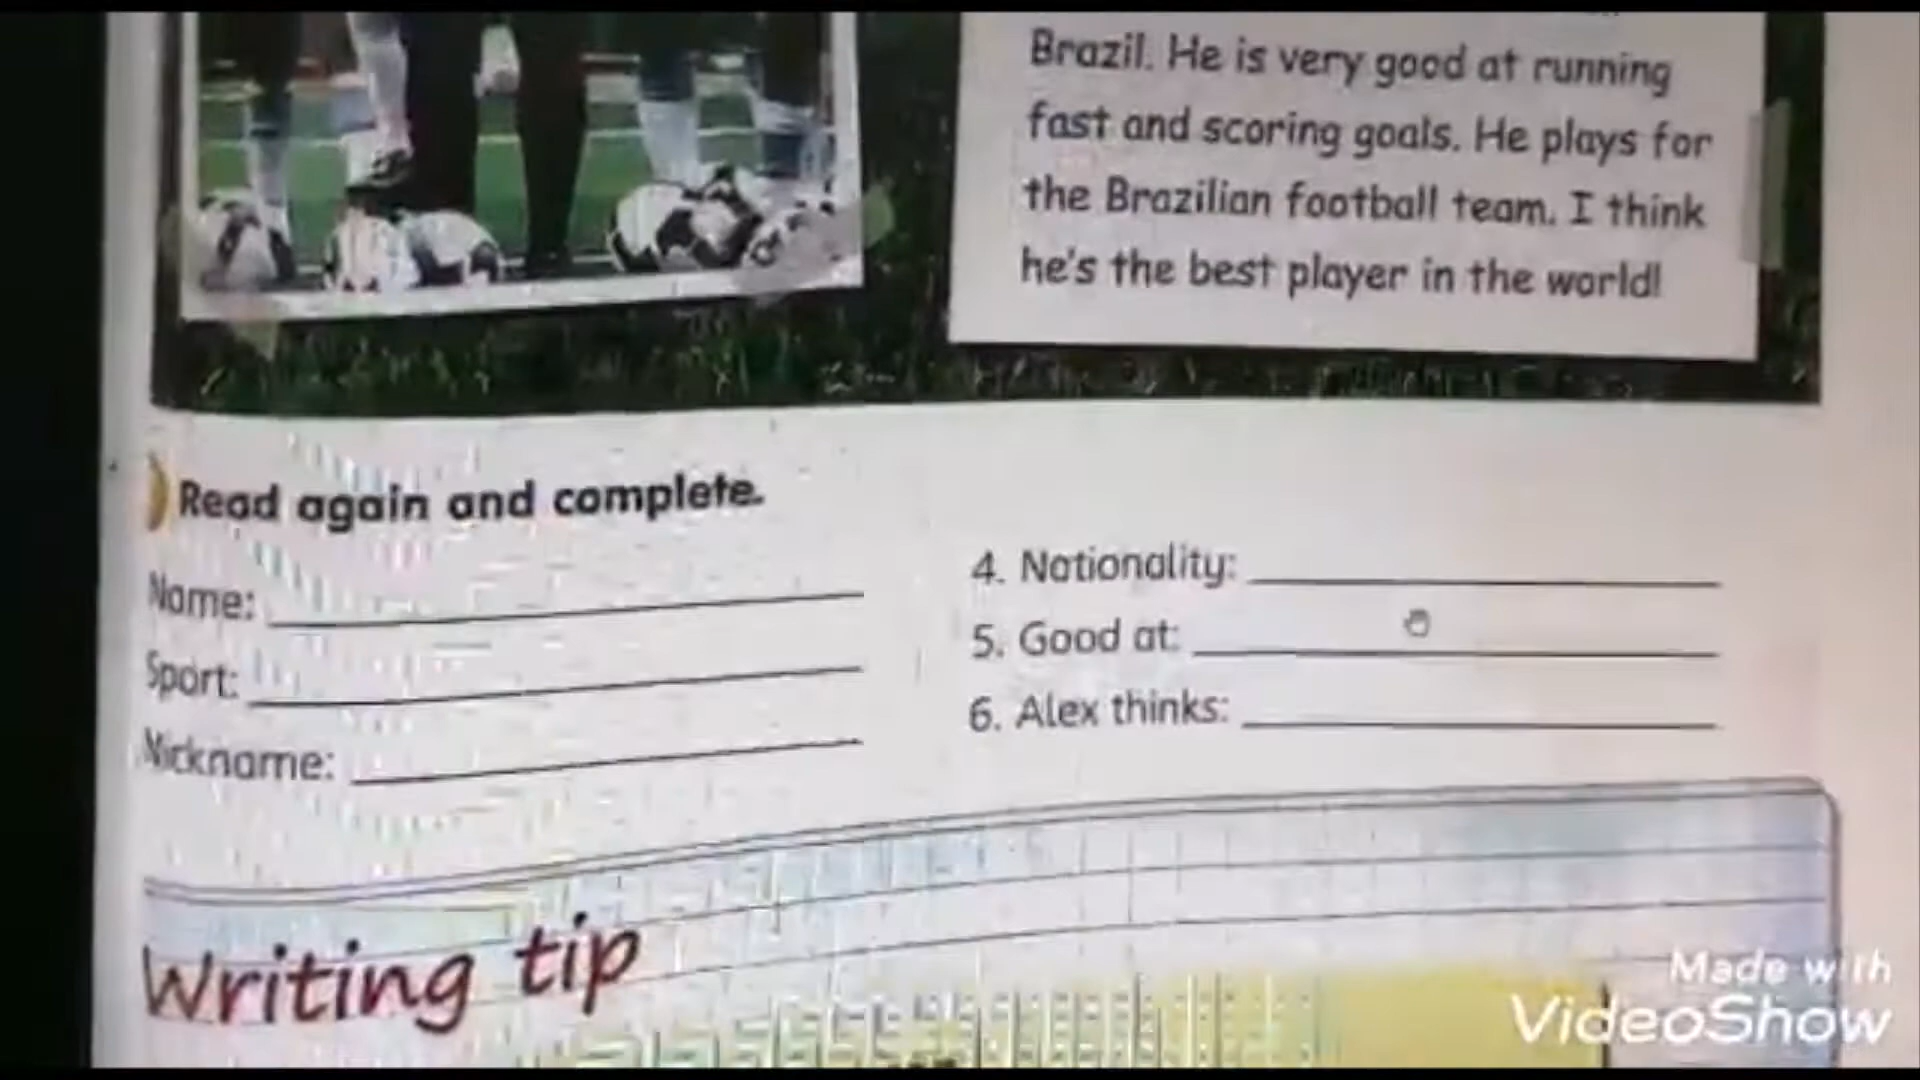 Brazil. He is very good at running
fast and scoring goals. He plays for
the Brazilian football team. I think
he's the best player in the world!
Read again and complete.
Name:
Sport:
Nickname:
4. Nationality:
5. Good at:
6. Alex thinks:
Writing tip
Made with
VideoShow